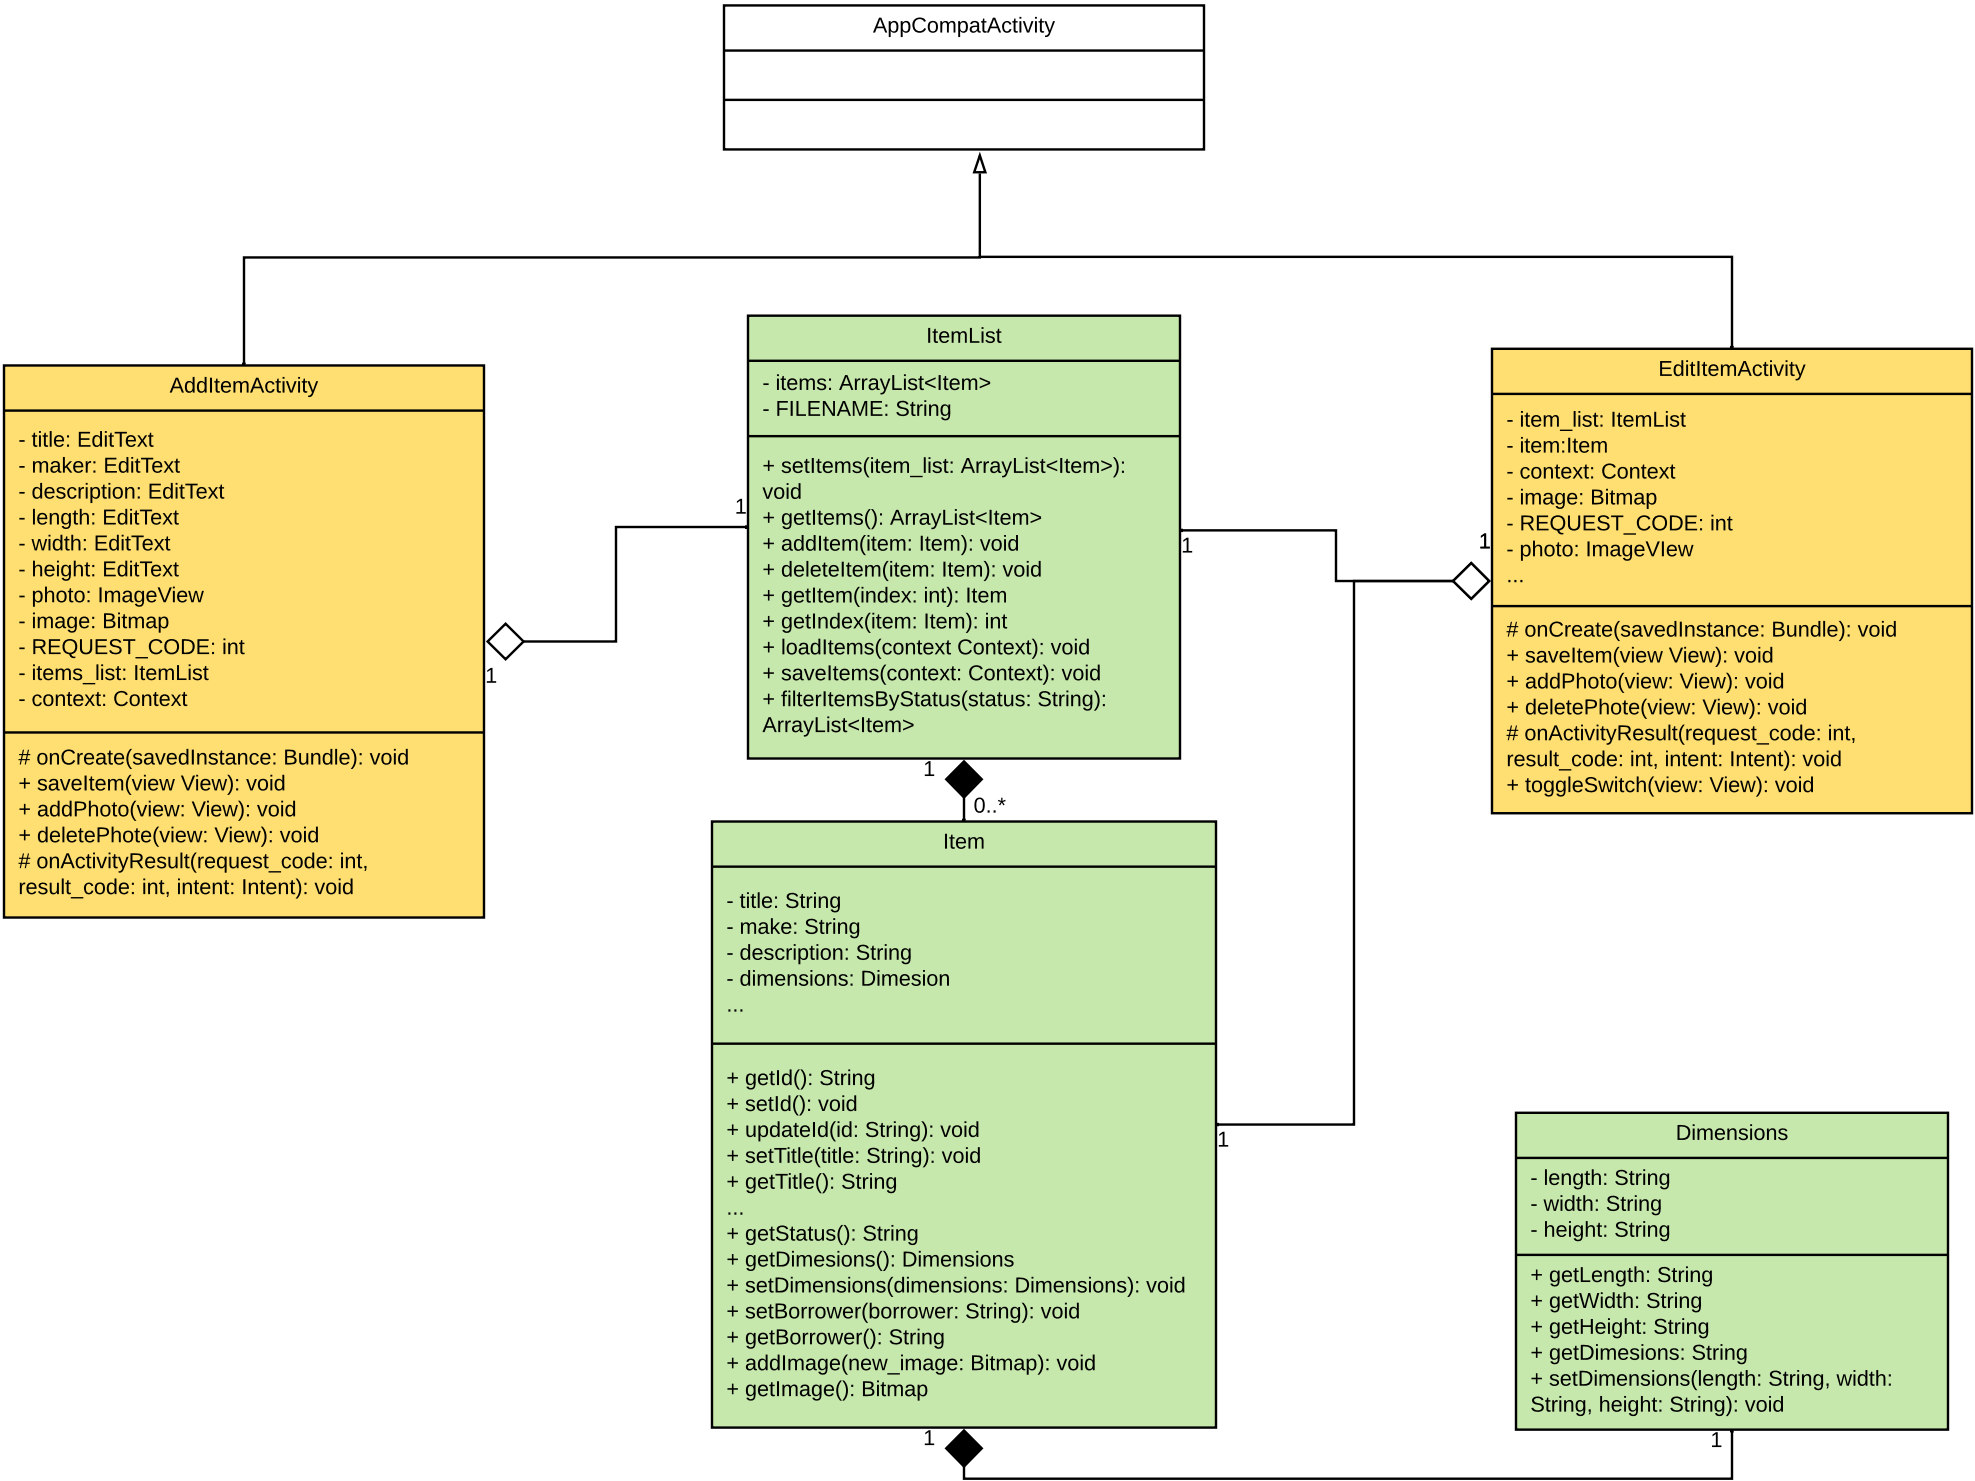 AppCompatActivity
AddItemActivity
- title: EditText
- maker: EditText
- description: EditText
- length: EditText
- width: EditText
- height: EditText
- photo: ImageView
- image: Bitmap
- REQUEST_CODE: int
- items_list: ItemList
- context: Context
# onCreate(savedInstance: Bundle): void
+ saveItem(view View): void
+ addPhoto(view: View): void
+ deletePhote(view: View): void
# onActivityResult(request_code: int,
result_code: int, intent: Intent): void
1
1
ItemList
- items: ArrayList<Item>
- FILENAME: String
+ setItems(item_list: ArrayList<Item>):
void
+ getItems(): ArrayList<Item>
+ addItem(item: Item): void
+ deleteItem(item: Item): void
+ getItem(index: int): Item
+ getIndex(item: Item): int
+ loadItems(context Context): void
+ saveItems(context: Context): void
+ filterItemsByStatus(status: String):
ArrayList<Item>
1
1
EditItemActivity
- item_list: ItemList
- item:Item
- context: Context
- image: Bitmap
- REQUEST_CODE: int
- photo: ImageVIew
...
# onCreate(savedInstance: Bundle): void
+ saveItem(view View): void
+ addPhoto(view: View): void
+ deletePhote(view: View): void
# onActivityResult(request_code: int,
result_code: int, intent: Intent): void
+ toggleSwitch(view: View): void
1
0..*
Item
- title: String
- make: String
- description: String
- dimensions: Dimesion
...
+ getId(): String
+ setId(): void
+ updateId(id: String): void
+ setTitle(title: String): void
+ getTitle(): String
...
+ getStatus(): String
+ getDimesions(): Dimensions
+ setDimensions(dimensions: Dimensions): void
+ setBorrower(borrower: String): void
+ getBorrower(): String
+ addImage(new_image: Bitmap): void
+ getImage(): Bitmap
1
1
Dimensions
- length: String
- width: String
- height: String
+ getLength: String
+ getWidth: String
+ getHeight: String
+ getDimesions: String
+ setDimensions(length: String, width:
String, height: String): void
1